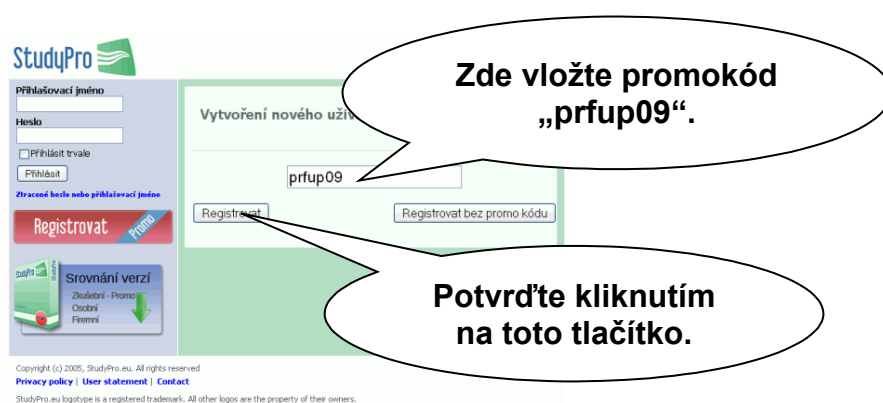 StudyPro
Přihlašovací jméno
Heslo
Přihlásit trvale
Přihlásit
Ztracené heslo nebo přihlašovací jméno
Registrovat Promo
StudyPro
Srovnání verzí
Zkušební - Promo
Osobní
Firemní
Vytvoření nového
prfup09
Registrovat
Registrovat bez promo kódu
Zde vložte promokód
„prfup09“.
Potvrďte kliknutím
na toto tlačítko.
Copyright (c) 2005, StudyPro.eu. All rights reserved
Privacy policy | User statement | Contact
StudyPro.eu logotype is a registered trademark. All other logos are the property of their owners.